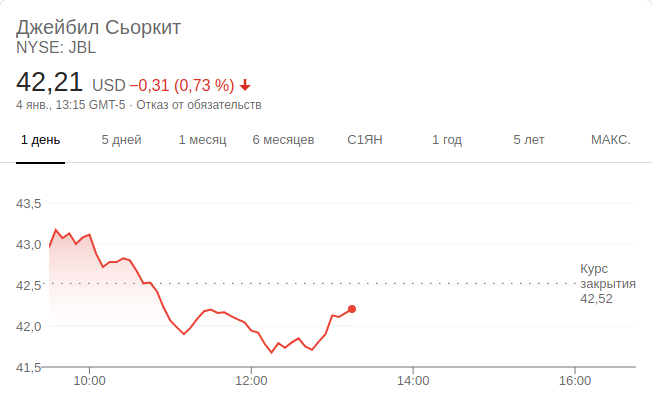 Джейбил Сьоркит
NYSE: JBL
42,21 USD −0,31 (0,73 %)
4 янв., 13:15 GMT-5 · Отказ от обязательств
1 день 5 дней 1 месяц 6 месяцев С1ЯН 1 год 5 лет МАКС.
43,5
43,0
42,5
42,0
41,5
Курс
закрытия
42,52
10:00 12:00 14:00 16:00